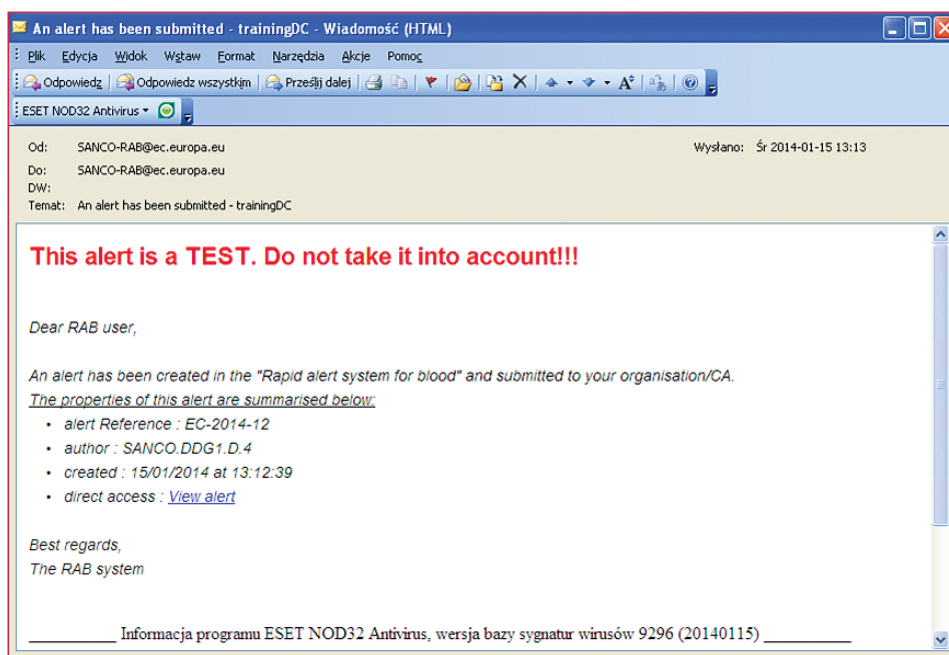 An alert has been submitted - trainingDC - Wiadomość (HTML)
Plik Edycja Widok Wstaw Format Narzędzia Akcje Pomoc
Odpowiedz Odpowiedz wszystkim Prześlij dalej
ESET NOD32 Antivirus
Od: SANCO-RAB@ec.europa.eu Wysłano: Śr 2014-01-15 13:13
Do: SANCO-RAB@ec.europa.eu
DW:
Temat: An alert has been submitted - trainingDC
This alert is a TEST. Do not take it into account!!!
Dear RAB user,
An alert has been created in the "Rapid alert system for blood" and submitted to your organisation/CA.
The properties of this alert are summarised below:
• alert Reference : EC-2014-12
• author : SANCO.DDG1.D.4
• created : 15/01/2014 at 13:12:39
• direct access : View alert
Best regards,
The RAB system
__________ Informacja programu ESET NOD32 Antivirus, wersja bazy sygnatur wirusów 9296 (20140115) __________